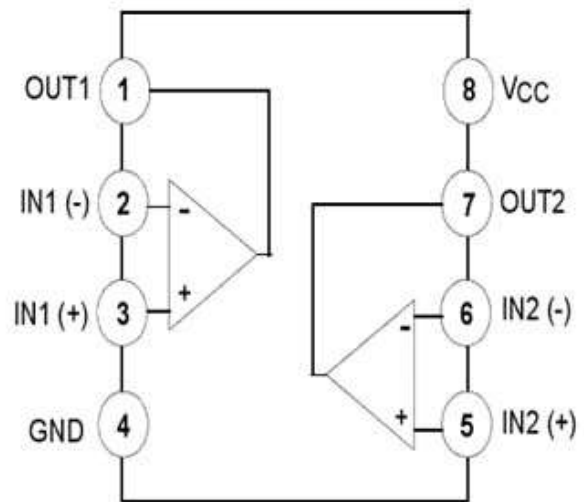 OUT1 1 8 VCC
IN1 (-) 2 - 7 OUT2
IN1 (+) 3 + - 6 IN2 (-)
GND 4 + 5 IN2 (+)